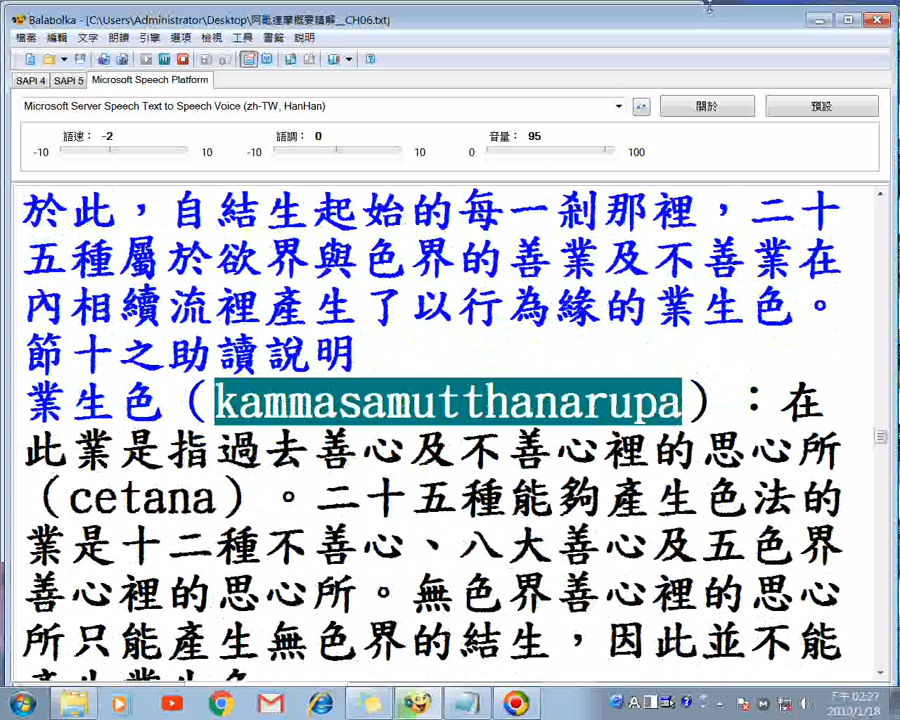 Balabolka - [C:\Users\Administrator\Desktop\阿毗達摩概要精解__CH06.txt]
檔案 編輯 文字 朗讀 引擎 選項 檢視 工具 書籤 說明
SAPI 4 SAPI 5 Microsoft Speech Platform
Microsoft Server Speech Text to Speech Voice (zh-TW, HanHan)
關於 預設
語速： -2 語調： 0 音量： 95
-10 10 -10 10 0 100
於此，自結生起始的每一剎那裡，二十
五種屬於欲界與色界的善業及不善業在
內相續流裡產生了以行為緣的業生色。
節十之助讀說明
業生色（kammasamutthanarupa）：在
此業是指過去善心及不善心裡的思心所
（cetana）。二十五種能夠產生色法的
業是十二種不善心、八大善心及五色界
善心裡的思心所。無色界善心裡的思心
所只能產生無色界的結生，因此並不能
下午 02:27